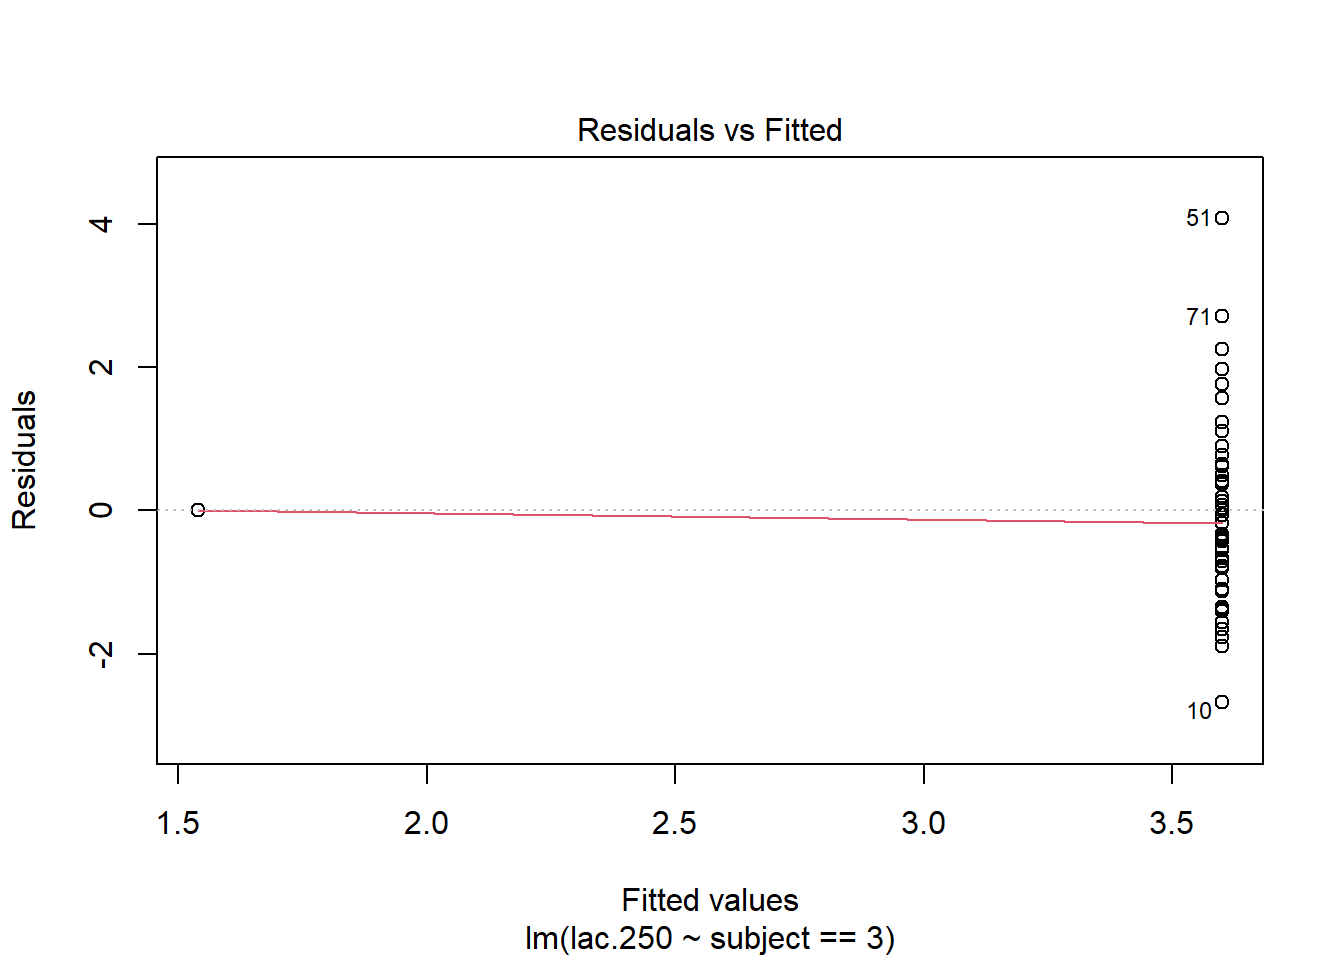 Residuals vs Fitted
Residuals
4
2
0
-2
51
71
10
1.5 2.0 2.5 3.0 3.5
Fitted values
lm(lac.250 ~ subject == 3)